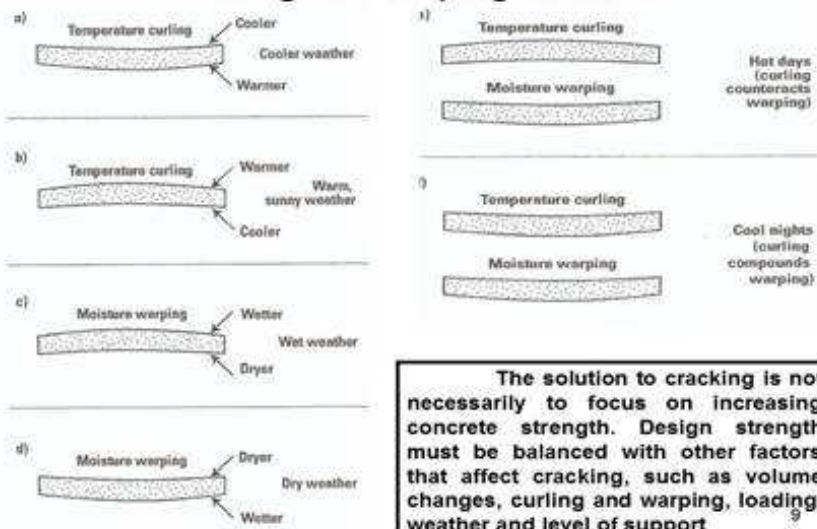 a)
Temperature curling
Cooler
Cooler weather
Warmer
b)
Temperature curling
Warmer
Warm,
sunny weather
Cooler
c)
Moisture warping
Wetter
Wet weather
Dryer
d)
Moisture warping
Dryer
Dry weather
Wetter
Temperature curling
Moisture warping
Hot days
(curling
counteracts
warping)
Temperature curling
Moisture warping
Cool nights
(curling
compounds
warping)
The solution to cracking is no
necessarily to focus on increasing
concrete strength. Design strength
must be balanced with other factors
that affect cracking, such as volume
changes, curling and warping, loading,
weather and level of support
9